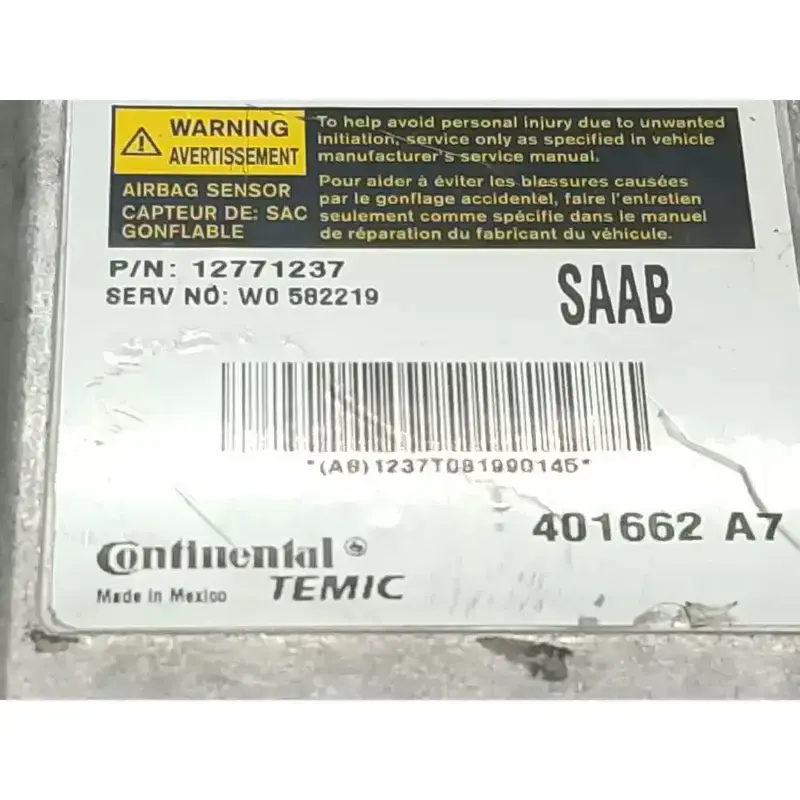 WARNING
AVERTISSEMENT
To help avoid personal injury due to unwanted
initiation, service only as specified in vehicle
manufacturer's service manual.
AIRBAG SENSOR
CAPTEUR DE: SAC
GONFLABLE
Pour aider à éviter les blessures causées
par le gonflage accidentel, faire l'entretien
seulement comme spécifie dans le manuel
de réparation du fabricant du véhicule.
P/N: 12771237
SERV NO: W0 582219
SAAB
*(A6)1237T081990145*
401662 A7
Continental
TEMIC
Made in Mexico